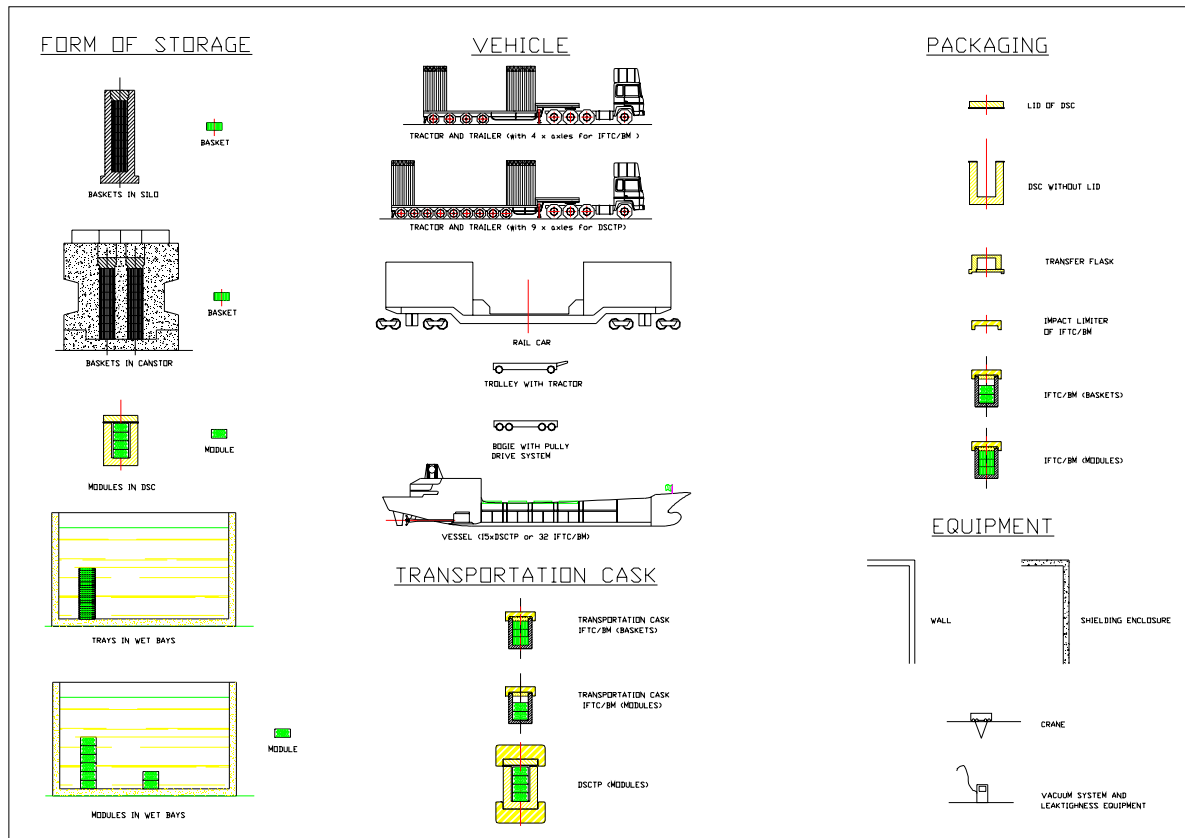 FORM OF STORAGE
BASKET
BASKETS IN SILO
BASKET
BASKETS IN CANSTOR
MODULE
MODULES IN DSC
TRAYS IN WET BAYS
MODULE
MODULES IN WET BAYS
VEHICLE
TRACTOR AND TRAILER (with 4 x axles for IFTC/BM )
TRACTOR AND TRAILER (with 9 x axles for DSCTP)
RAIL CAR
TROLLEY WITH TRACTOR
BOGIE WITH PULLY
DRIVE SYSTEM
VESSEL (15xDSCTP or 32 IFTC/BM)
TRANSPORTATION CASK
TRANSPORTATION CASK
IFTC/BM (BASKETS)
TRANSPORTATION CASK
IFTC/BM (MODULES)
DSCTP (MODULES)
PACKAGING
LID OF DSC
DSC WITHOUT LID
TRANSFER FLASK
IMPACT LIMITER
OF IFTC/BM
IFTC/BM (BASKETS)
IFTC/BM (MODULES)
EQUIPMENT
WALL
SHIELDING ENCLOSURE
CRANE
VACUUM SYSTEM AND
LEAKTIGHNESS EQUIPMENT